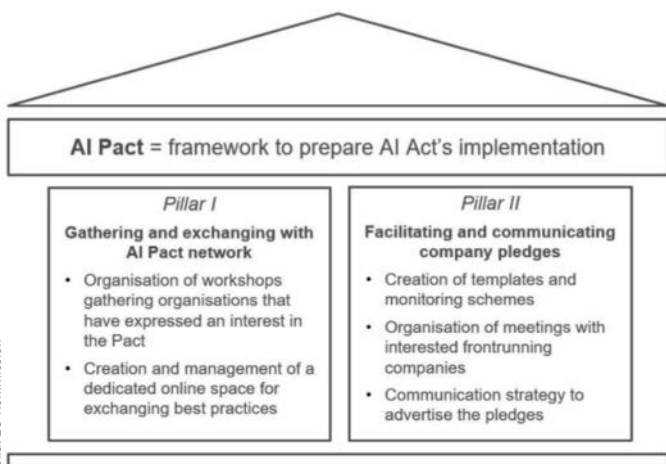 AI Pact = framework to prepare AI Act's implementation
Pillar I
Gathering and exchanging with
AI Pact network
• Organisation of workshops
gathering organisations that
have expressed an interest in
the Pact
• Creation and management of a
dedicated online space for
exchanging best practices
Pillar II
Facilitating and communicating
company pledges
• Creation of templates and
monitoring schemes
• Organisation of meetings with
interested frontrunning
companies
• Communication strategy to
advertise the pledges